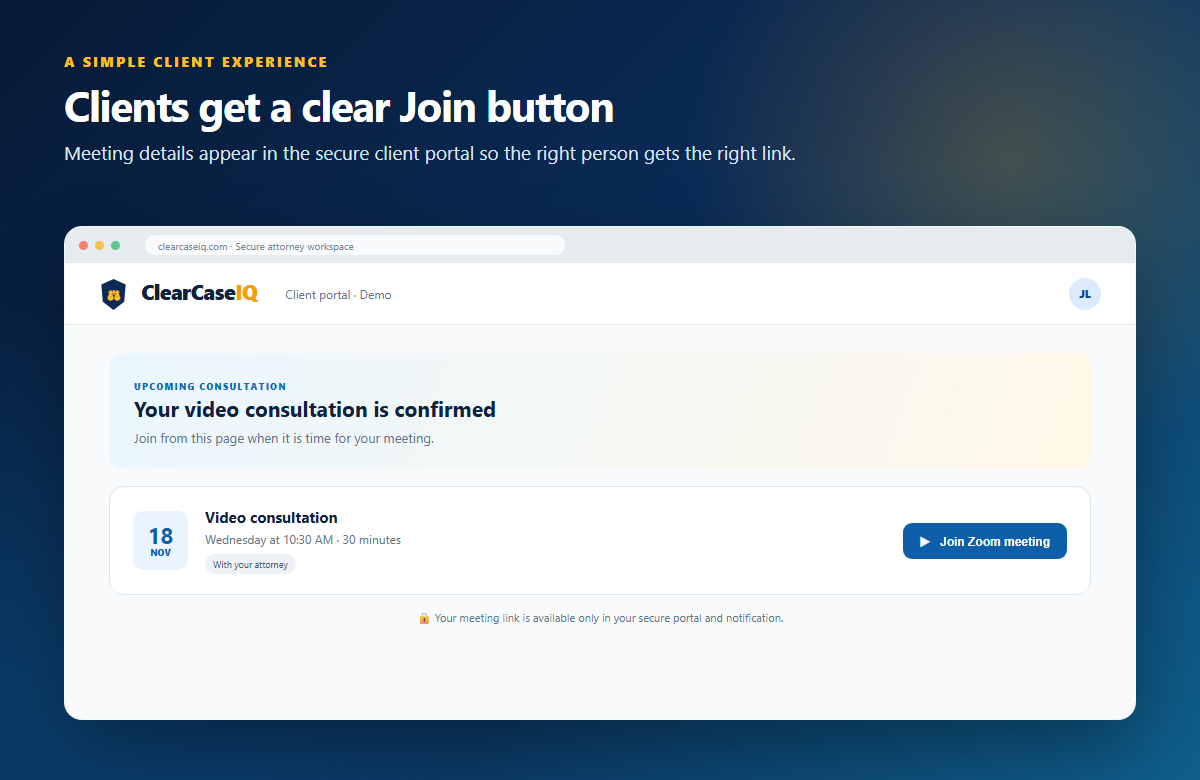 A SIMPLE CLIENT EXPERIENCE
Clients get a clear Join button
Meeting details appear in the secure client portal so the right person gets the right link.
clearcaseiq.com · Secure attorney workspace
ClearCaseIQ
Client portal · Demo
JL
UPCOMING CONSULTATION
Your video consultation is confirmed
Join from this page when it is time for your meeting.
18
NOV
Video consultation
Wednesday at 10:30 AM · 30 minutes
With your attorney
Join Zoom meeting
Your meeting link is available only in your secure portal and notification.